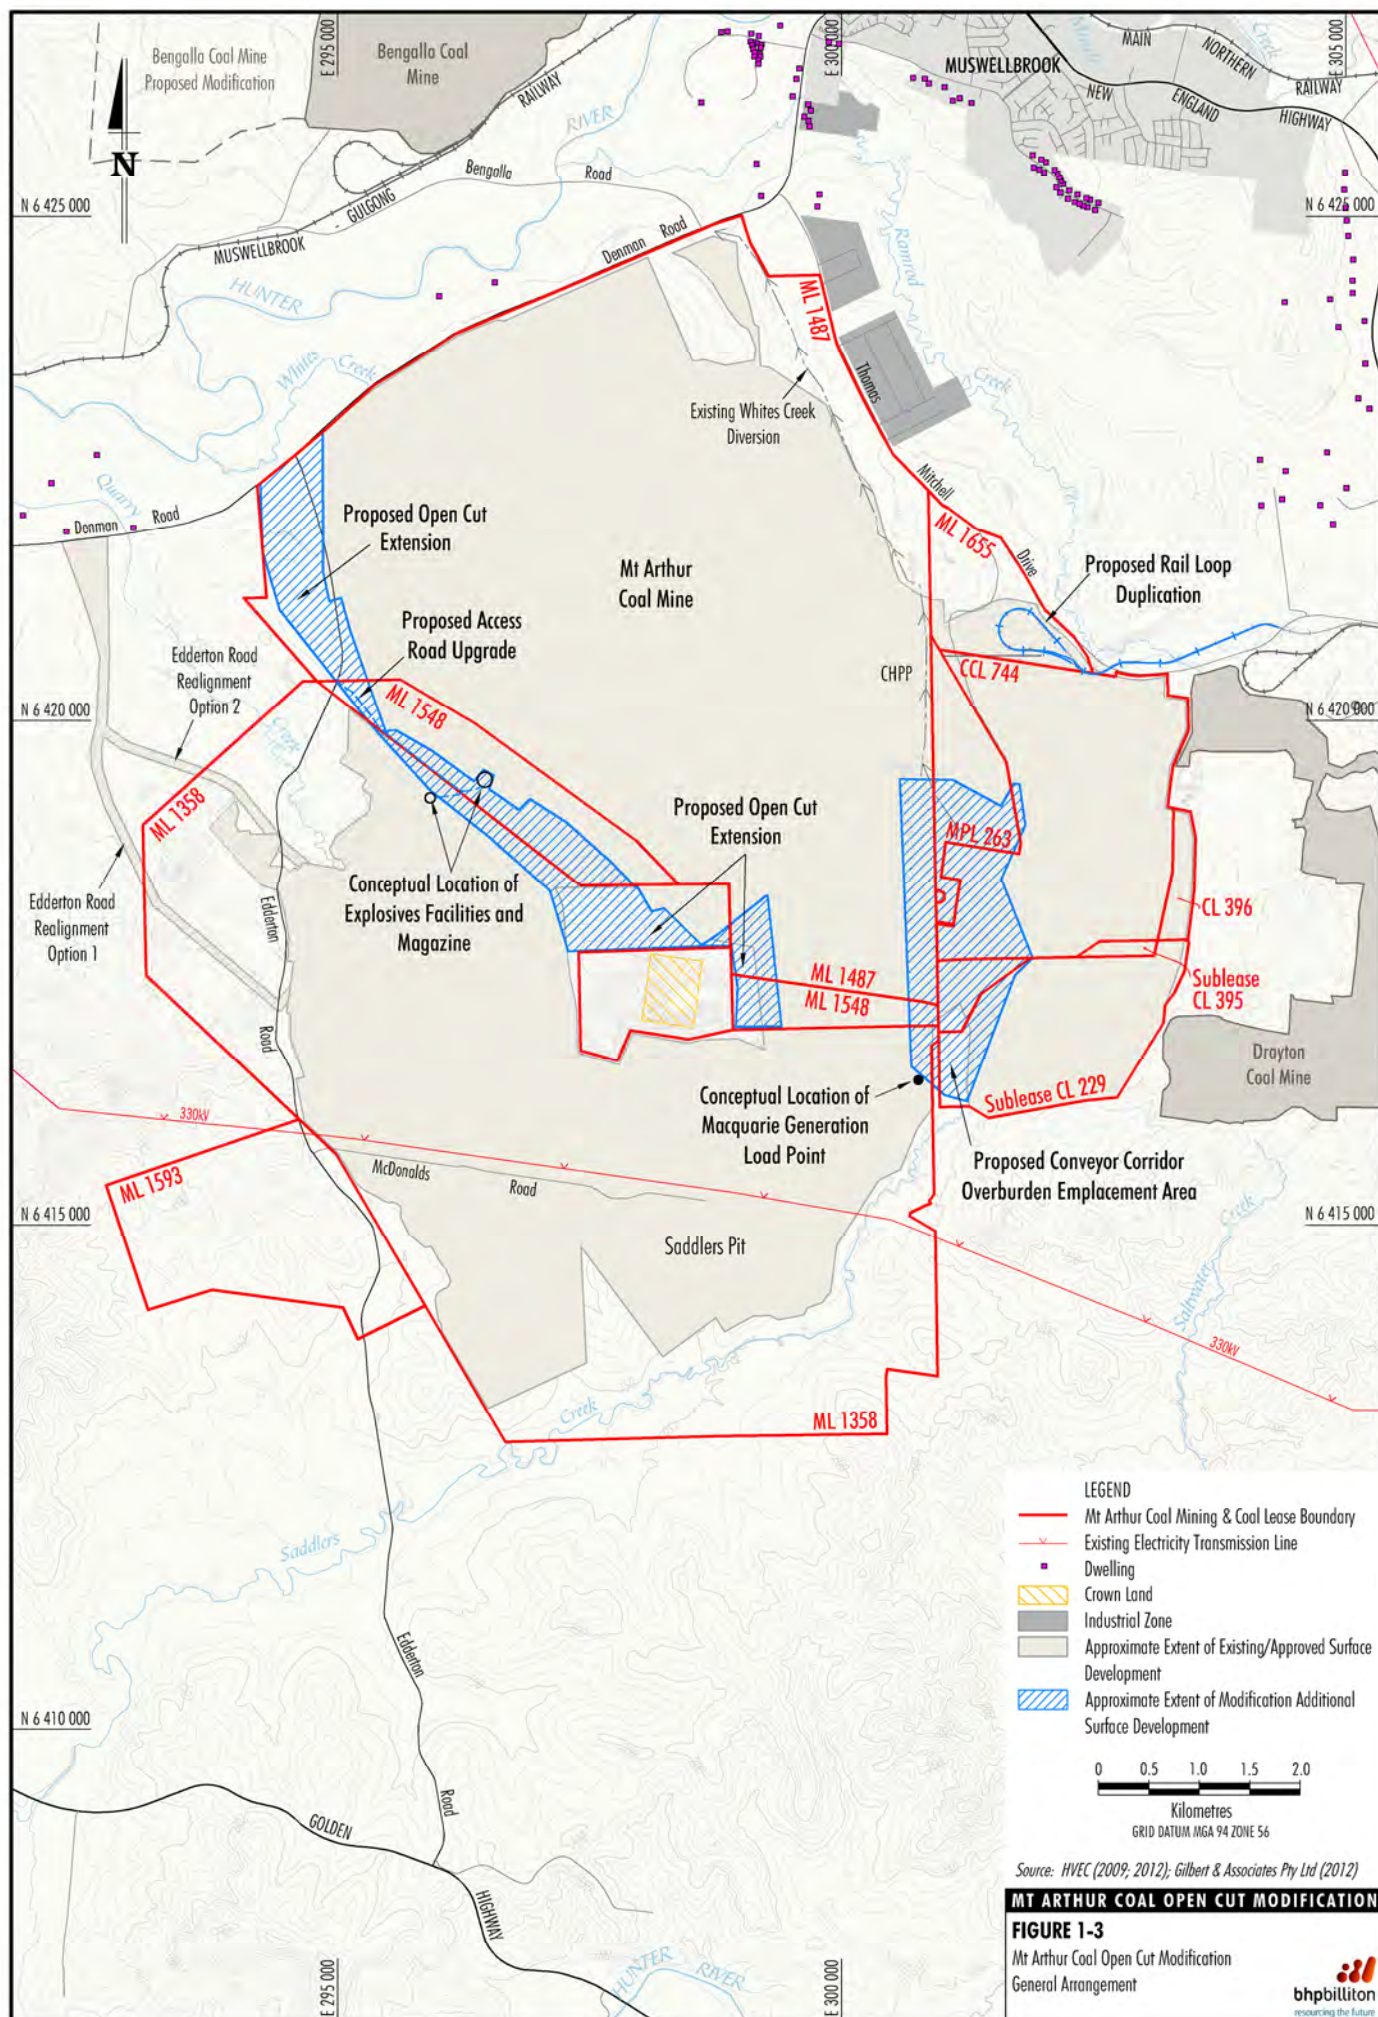 Bengalla Coal Mine
Proposed Modification
Bengalla Coal
Mine
E 295 000
E 300 000
E 305 000
RAILWAY
RIVER
MUSWELLBROOK
MAIN
NORTHERN
RAILWAY
Creek
NEW
ENGLAND
HIGHWAY
N
Bengalla
Road
GULGONG
-
MUSWELLBROOK
N 6 425 000
N 6 425 000
Denman Road
HUNTER
RIVER
Ramrod
Creek
ML 1487
Thomas
Mitchell
Drive
Whites Creek
Existing Whites Creek
Diversion
Quarry
Denman Road
Proposed Open Cut
Extension
Mt Arthur
Coal Mine
ML 1655
Proposed Rail Loop
Duplication
Proposed Access
Road Upgrade
Edderton Road
Realignment
Option 2
CHPP
CCL 744
ML 1548
N 6 420 000
N 6 420 000
Creek
ML 1358
Proposed Open Cut
Extension
MPL 263
Conceptual Location of
Explosives Facilities and
Magazine
Edderton Road
Realignment
Option 1
Edderton
Road
CL 396
Sublease
CL 395
ML 1487
ML 1548
Drayton
Coal Mine
Conceptual Location of
Macquarie Generation
Load Point
Sublease CL 229
330kV
McDonalds
Road
Proposed Conveyor Corridor
Overburden Emplacement Area
ML 1593
N 6 415 000
N 6 415 000
Saddlers Pit
Saltwater
Creek
330kV
Creek
ML 1358
Saddlers
Edderton
Road
LEGEND
Mt Arthur Coal Mining & Coal Lease Boundary
Existing Electricity Transmission Line
Dwelling
Crown Land
Industrial Zone
Approximate Extent of Existing/Approved Surface
Development
Approximate Extent of Modification Additional
Surface Development
N 6 410 000
0 0.5 1.0 1.5 2.0
Kilometres
GRID DATUM MGA 94 ZONE 56
GOLDEN
HIGHWAY
HUNTER RIVER
E 295 000
E 300 000
Source: HVEC (2009; 2012); Gilbert & Associates Pty Ltd (2012)
MT ARTHUR COAL OPEN CUT MODIFICATION
FIGURE 1-3
Mt Arthur Coal Open Cut Modification
General Arrangement
bhpbilliton
resourcing the future